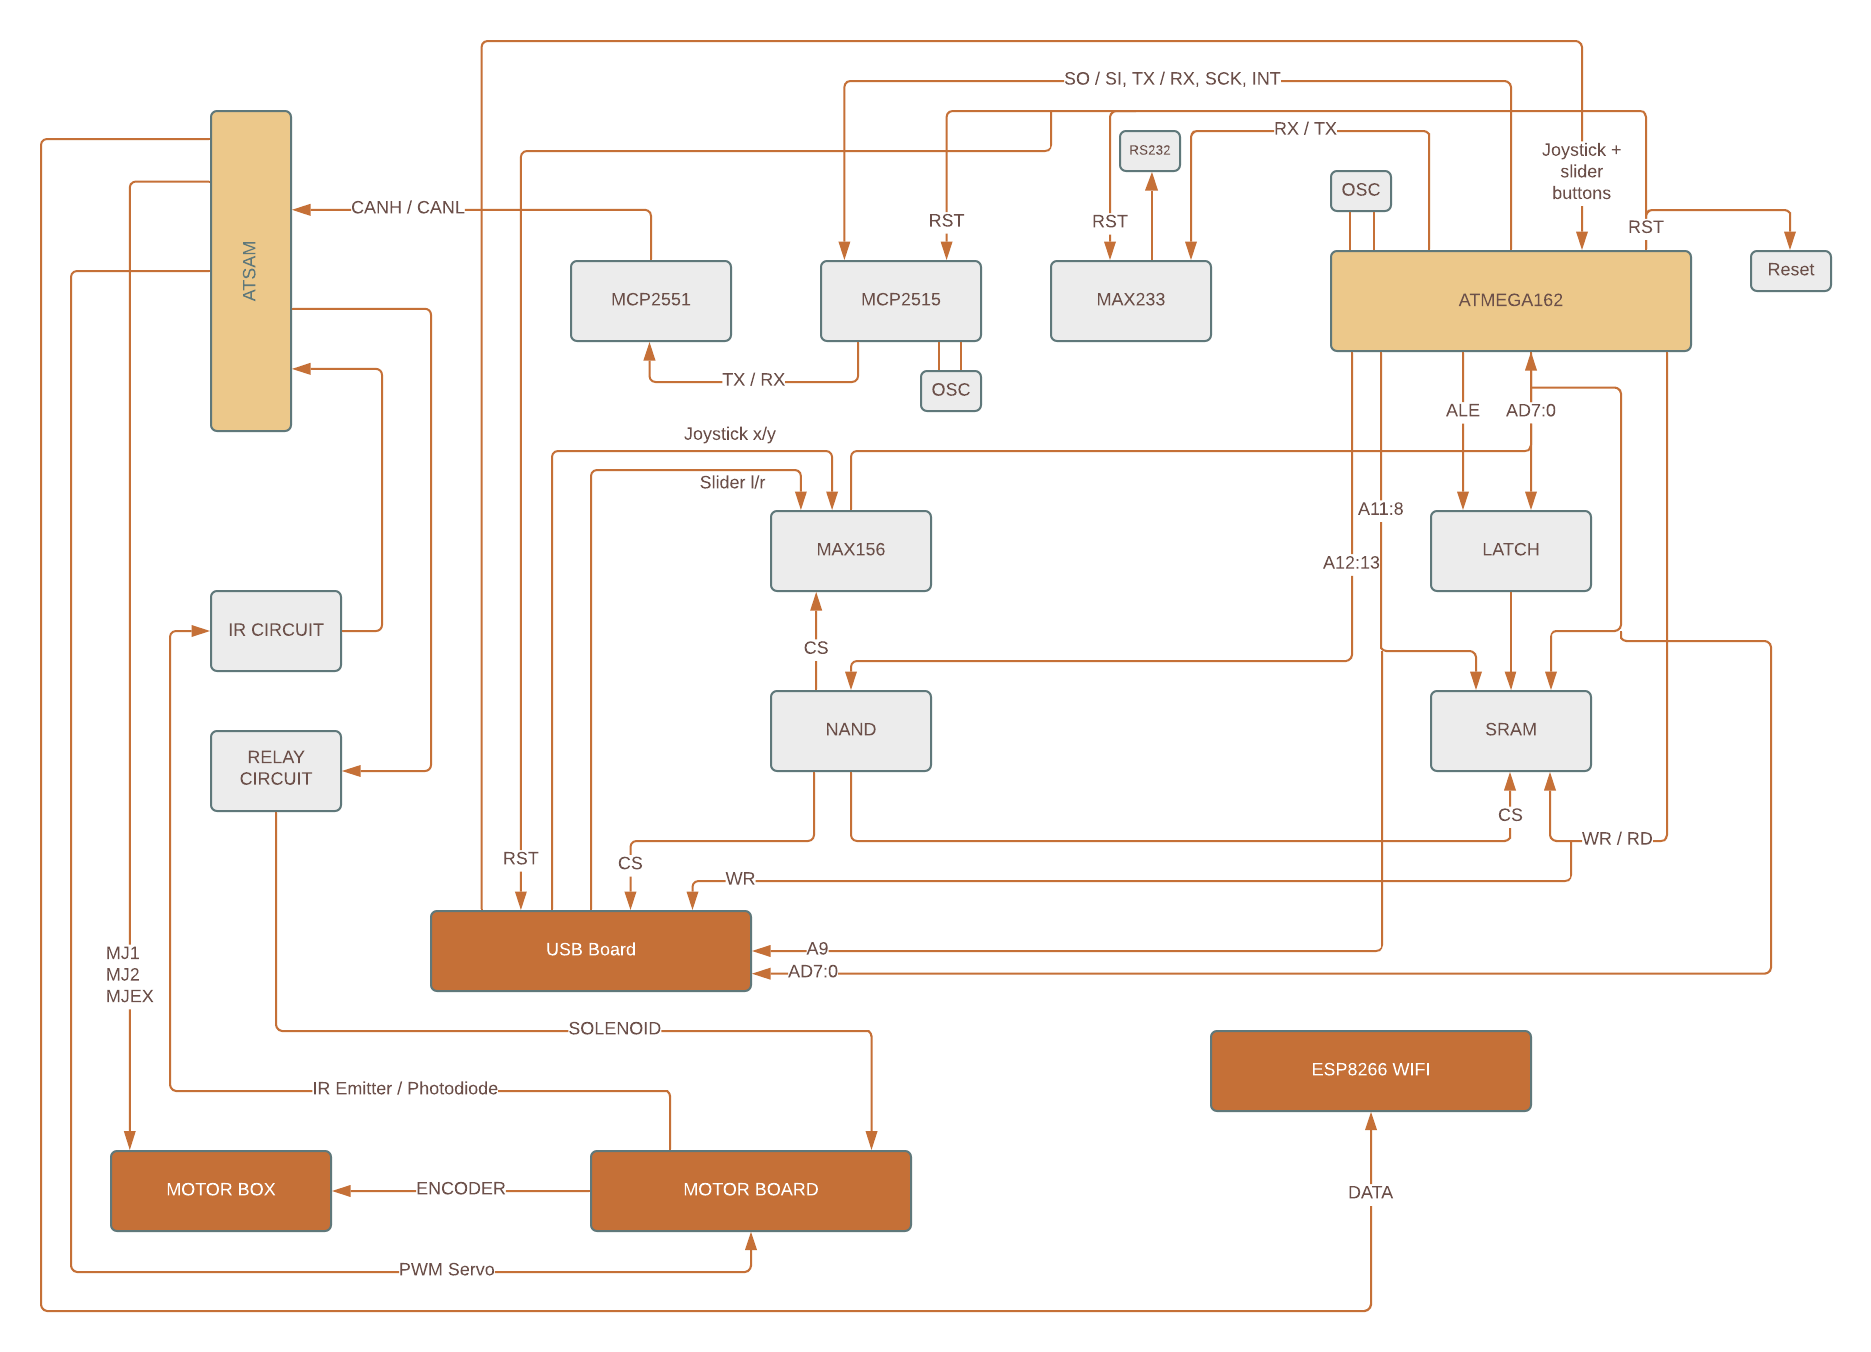 SO / SI, TX / RX, SCK, INT
RX / TX
RS232
Joystick +
slider
buttons
OSC
CANH / CANL
RST
RST
RST
ATSAM
MCP2551
MCP2515
MAX233
ATMEGA162
Reset
TX / RX
OSC
ALE
AD7:0
Joystick x/y
Slider l/r
A11:8
MAX156
LATCH
A12:13
IR CIRCUIT
CS
NAND
SRAM
RELAY
CIRCUIT
CS
WR / RD
RST
CS
WR
USB Board
A9
AD7:0
MJ1
MJ2
MJEX
SOLENOID
ESP8266 WIFI
IR Emitter / Photodiode
MOTOR BOX
ENCODER
MOTOR BOARD
DATA
PWM Servo